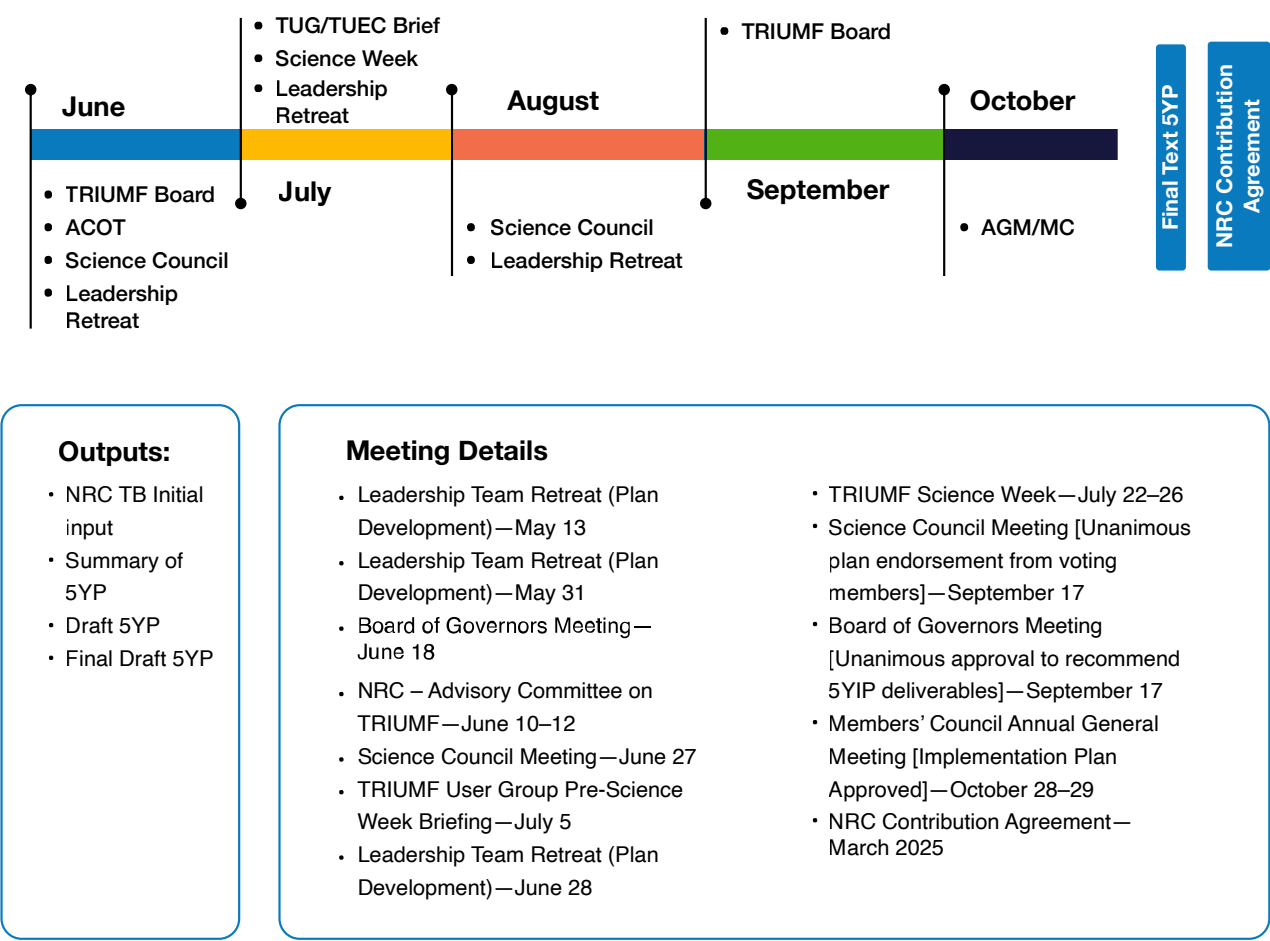 • TUG/TUEC Brief
• Science Week
• Leadership
Retreat
• TRIUMF Board
June
August
October
July
September
• TRIUMF Board
• ACOT
• Science Council
• Leadership
Retreat
• Science Council
• Leadership Retreat
• AGM/MC
Final Text 5YP
NRC Contribution
Agreement
Outputs:
• NRC TB Initial
input
• Summary of
5YP
• Draft 5YP
• Final Draft 5YP
Meeting Details
• Leadership Team Retreat (Plan
Development)—May 13
• Leadership Team Retreat (Plan
Development)—May 31
• Board of Governors Meeting—
June 18
• NRC – Advisory Committee on
TRIUMF—June 10–12
• Science Council Meeting—June 27
• TRIUMF User Group Pre-Science
Week Briefing—July 5
• Leadership Team Retreat (Plan
Development)—June 28
• TRIUMF Science Week—July 22–26
• Science Council Meeting [Unanimous
plan endorsement from voting
members]—September 17
• Board of Governors Meeting
[Unanimous approval to recommend
5YIP deliverables]—September 17
• Members’ Council Annual General
Meeting [Implementation Plan
Approved]—October 28–29
• NRC Contribution Agreement—
March 2025